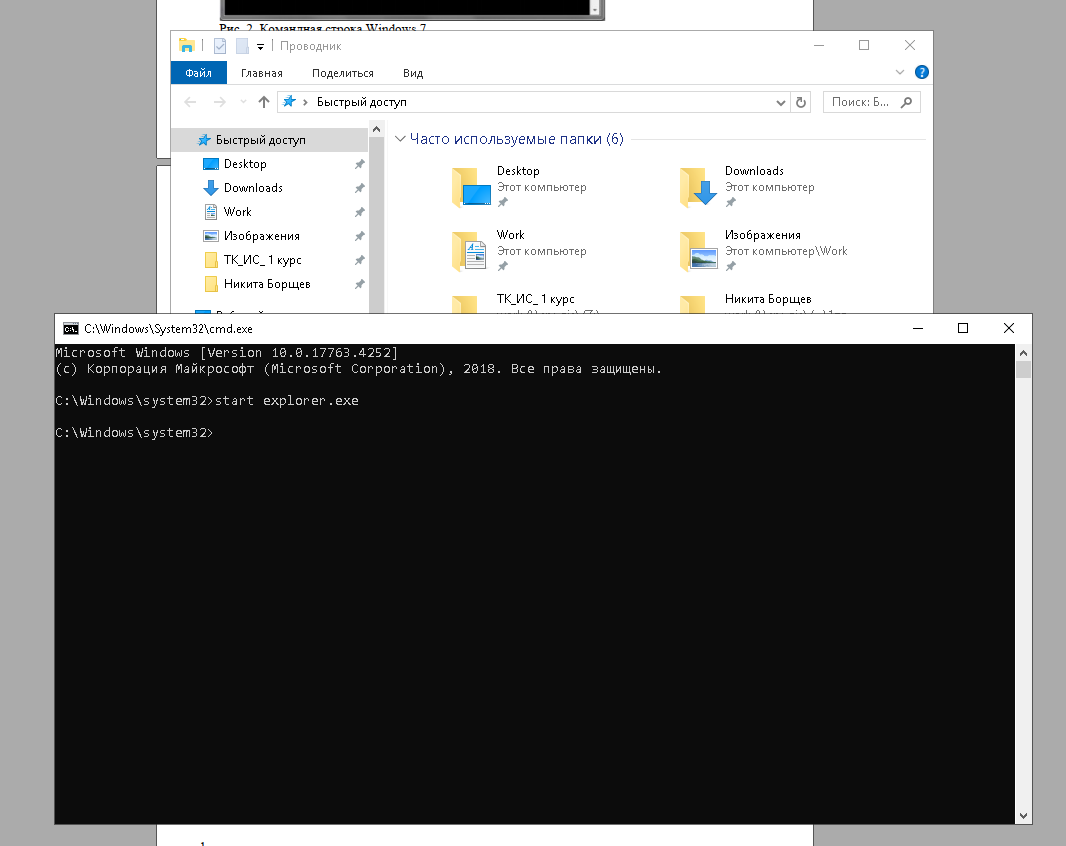 Рис. 2. Командная строка Windows 7
Проводник
Файл Главная Поделиться Вид
Быстрый доступ
Поиск: Б...
Быстрый доступ
Desktop
Downloads
Work
Изображения
ТК_ИС_ 1 курс
Никита Борщев
Часто используемые папки (6)
Desktop
Этот компьютер
Downloads
Этот компьютер
Work
Этот компьютер
Изображения
Этот компьютер\Work
ТК_ИС_ 1 курс
Никита Борщев
C:\Windows\System32\cmd.exe
Microsoft Windows [Version 10.0.17763.4252]
(c) Корпорация Майкрософт (Microsoft Corporation), 2018. Все права защищены.
C:\Windows\system32>start explorer.exe
C:\Windows\system32>